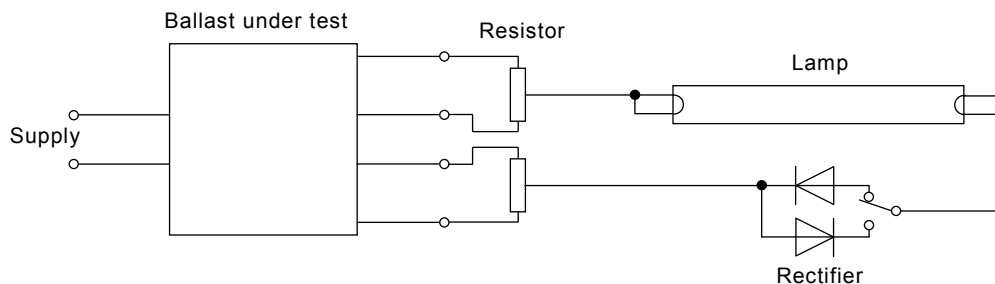 Ballast under test
Resistor
Lamp
Supply
Rectifier